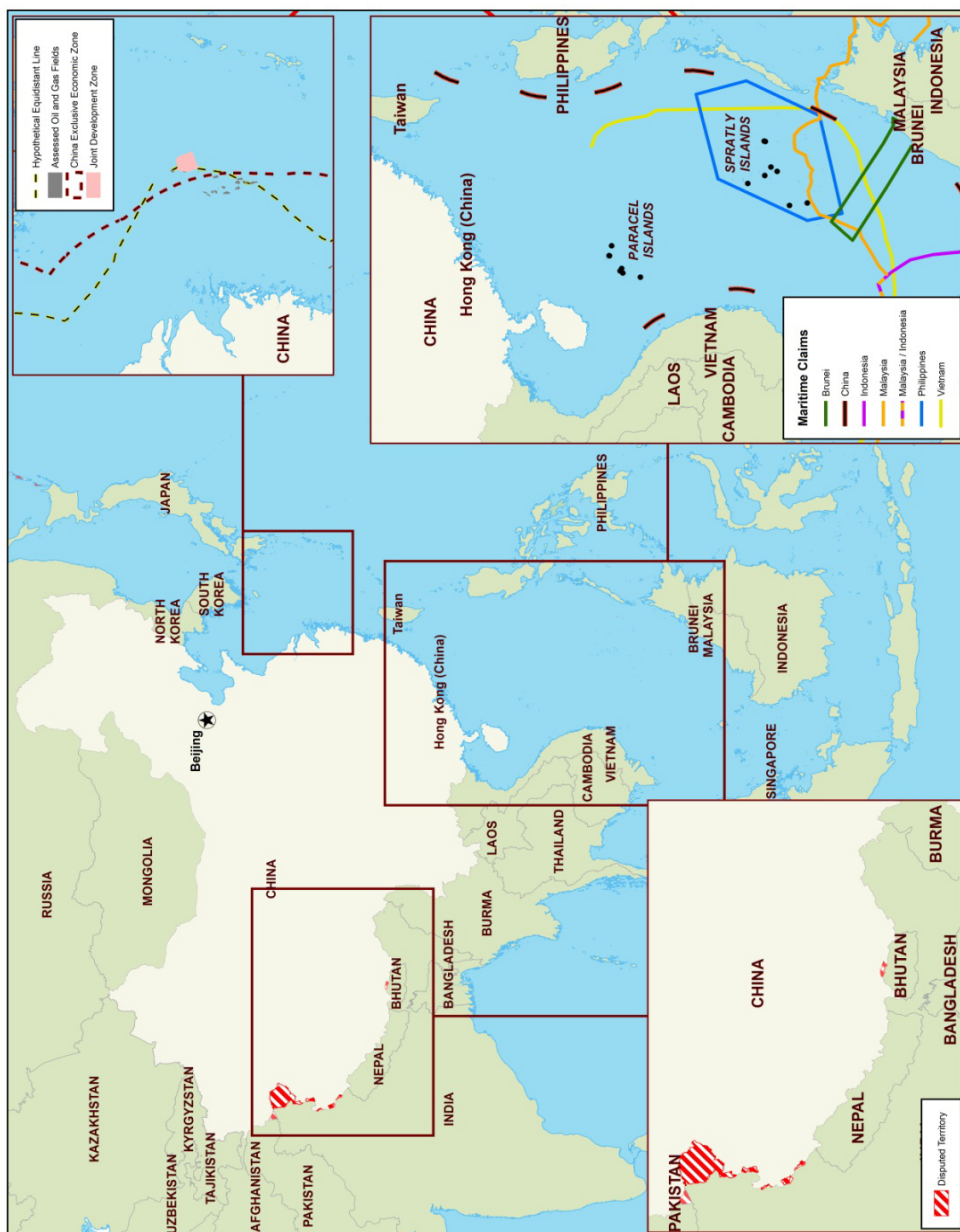 RUSSIA
KAZAKHSTAN
MONGOLIA
UZBEKISTAN
KYRGYZSTAN
TAJIKISTAN
AFGHANISTAN
PAKISTAN
CHINA
Beijing
NORTH
KOREA
SOUTH
KOREA
JAPAN
NEPAL
BHUTAN
INDIA
BANGLADESH
BURMA
LAOS
THAILAND
CAMBODIA
VIETNAM
Hong Kong (China)
Taiwan
PHILIPPINES
BRUNEI
MALAYSIA
SINGAPORE
INDONESIA
CHINA
Hypothetical Equidistant Line
Assessed Oil and Gas Fields
China Exclusive Economic Zone
Joint Development Zone
PAKISTAN
CHINA
NEPAL
BHUTAN
BANGLADESH
BURMA
Disputed Territory
CHINA
Hong Kong (China)
Taiwan
LAOS
VIETNAM
CAMBODIA
PARACEL
ISLANDS
SPRATLY
ISLANDS
PHILIPPINES
MALAYSIA
BRUNEI
INDONESIA
Maritime Claims
Brunei
China
Indonesia
Malaysia
Malaysia / Indonesia
Philippines
Vietnam